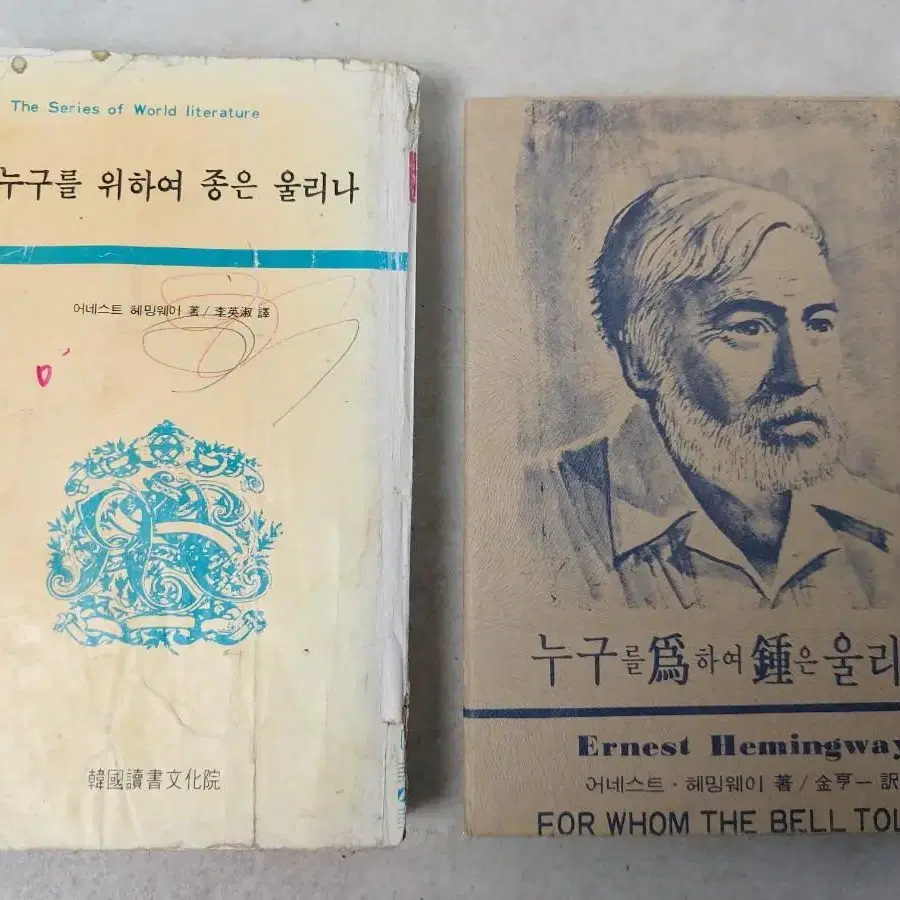 The Series of World literature
누구를 위하여 종은 울리나
어네스트 헤밍웨이 著/李英淑 譯
韓國讀書文化院
누구를爲하여 鍾은울리
Ernest Hemingway
어네스트·헤밍웨이 著/金亨一 訳
FOR WHOM THE BELL TOL